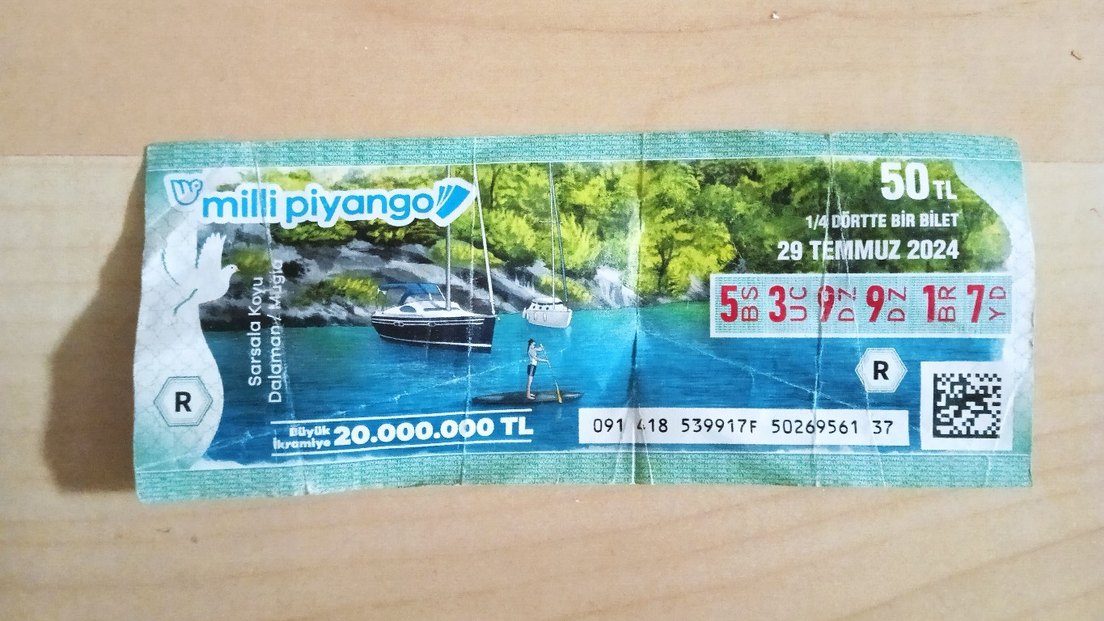 milli piyango
50 TL
1/4 DÖRTTE BİR BİLET
29 TEMMUZ 2024
5 BS 3 UC 9 DZ 9 DZ 1 BR 7 YD
Sarsala Koyu
Dalaman / Muğla
R
R
Büyük
İkramiye 20.000.000 TL
091 418 539917F 50269561 37